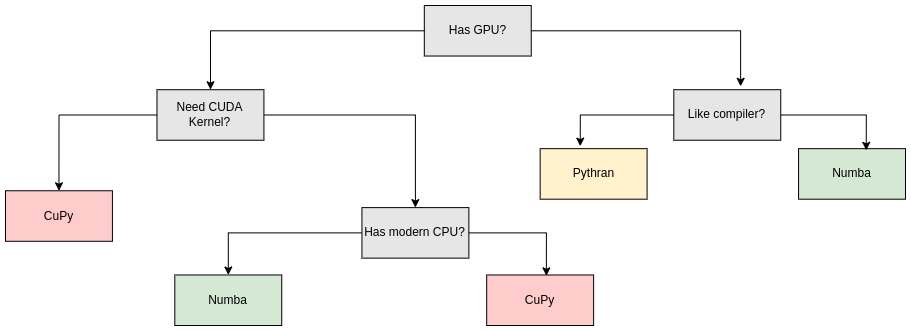 Has GPU?
Need CUDA
Kernel?
Like compiler?
Pythran
Numba
CuPy
Has modern CPU?
Numba
CuPy